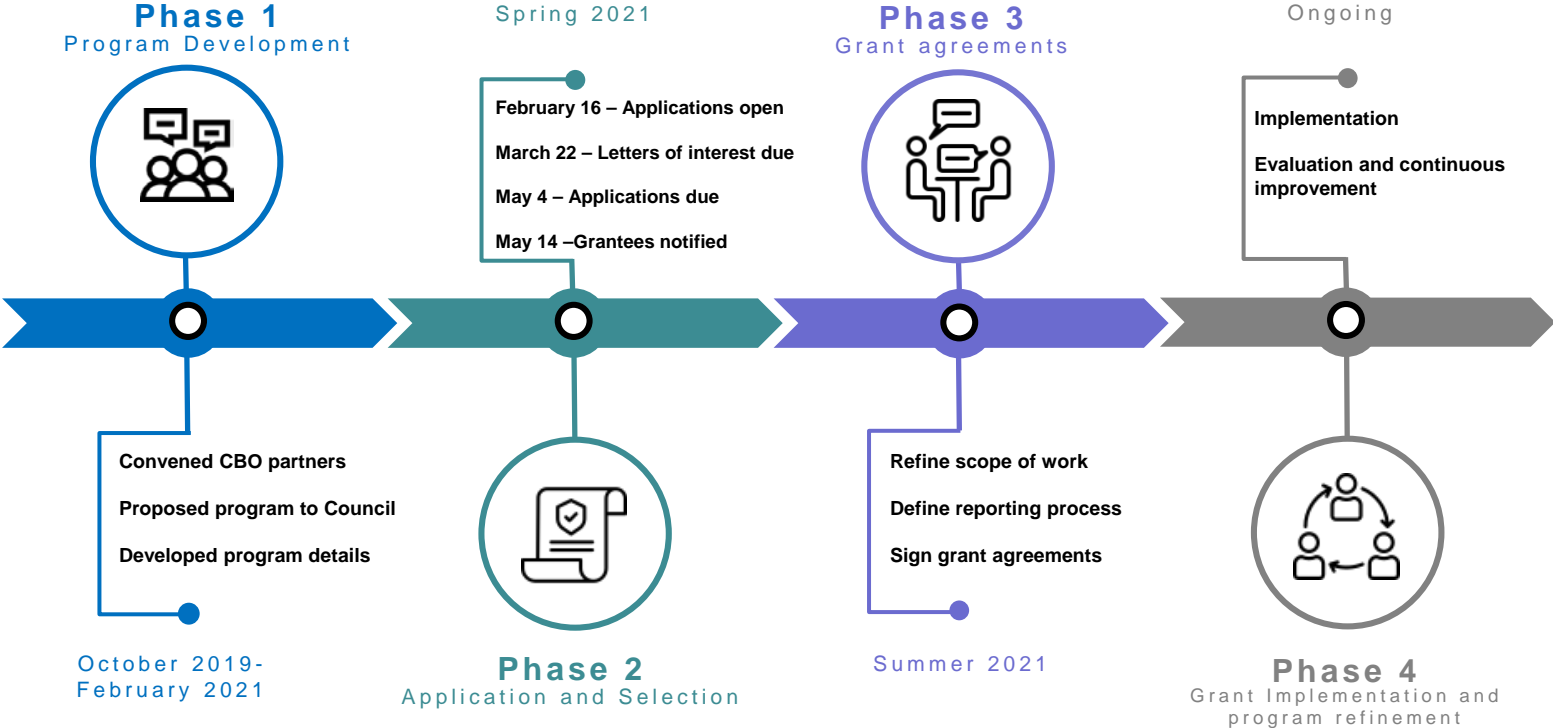 Phase 1
Program Development
Convened CBO partners
Proposed program to Council
Developed program details
October 2019-
February 2021
Spring 2021
February 16 – Applications open
March 22 – Letters of interest due
May 4 – Applications due
May 14 –Grantees notified
Phase 2
Application and Selection
Phase 3
Grant agreements
Refine scope of work
Define reporting process
Sign grant agreements
Summer 2021
Ongoing
Implementation
Evaluation and continuous
improvement
Phase 4
Grant Implementation and
program refinement